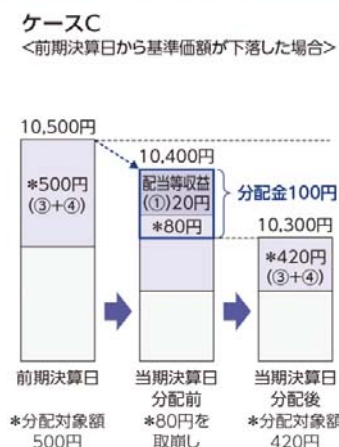 ケースC
<前期決算日から基準価額が下落した場合>
10,500円
10,400円
*500円
(③+④)
配当等収益
(①)20円
*80円
分配金100円
10,300円
*420円
(③+④)
前期決算日
当期決算日
分配前
当期決算日
分配後
*分配対象額
500円
*80円を
取崩し
*分配対象額
420円